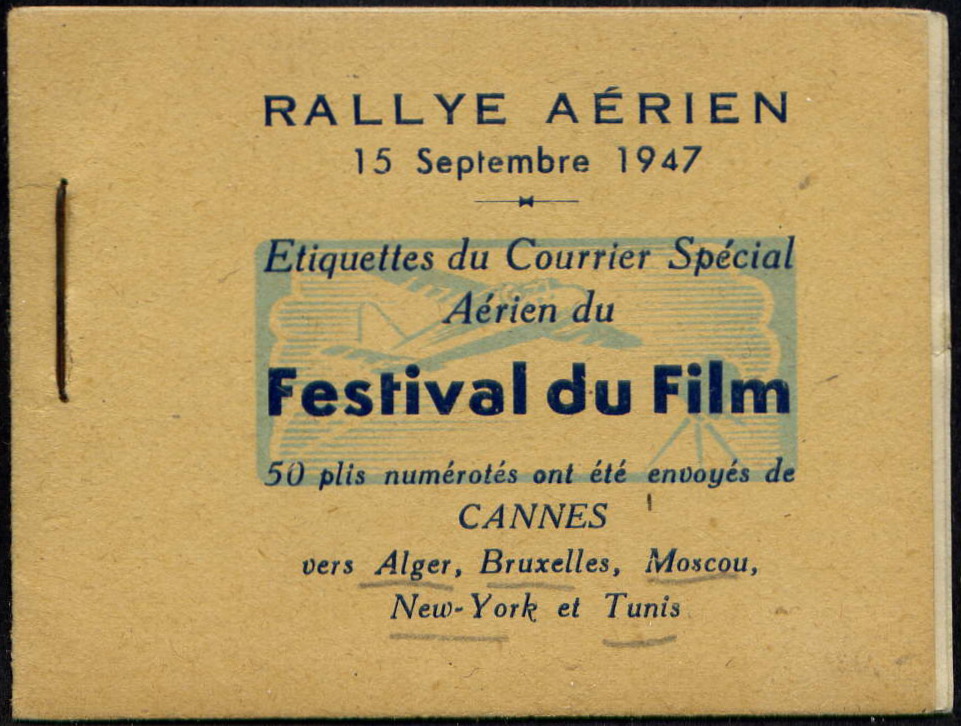 RALLYE AÉRIEN
15 Septembre 1947
Etiquettes du Courrier Spécial
Aérien du
Festival du Film
50 plis numérotés ont été envoyés de
CANNES
vers Alger, Bruxelles, Moscou,
New-York et Tunis